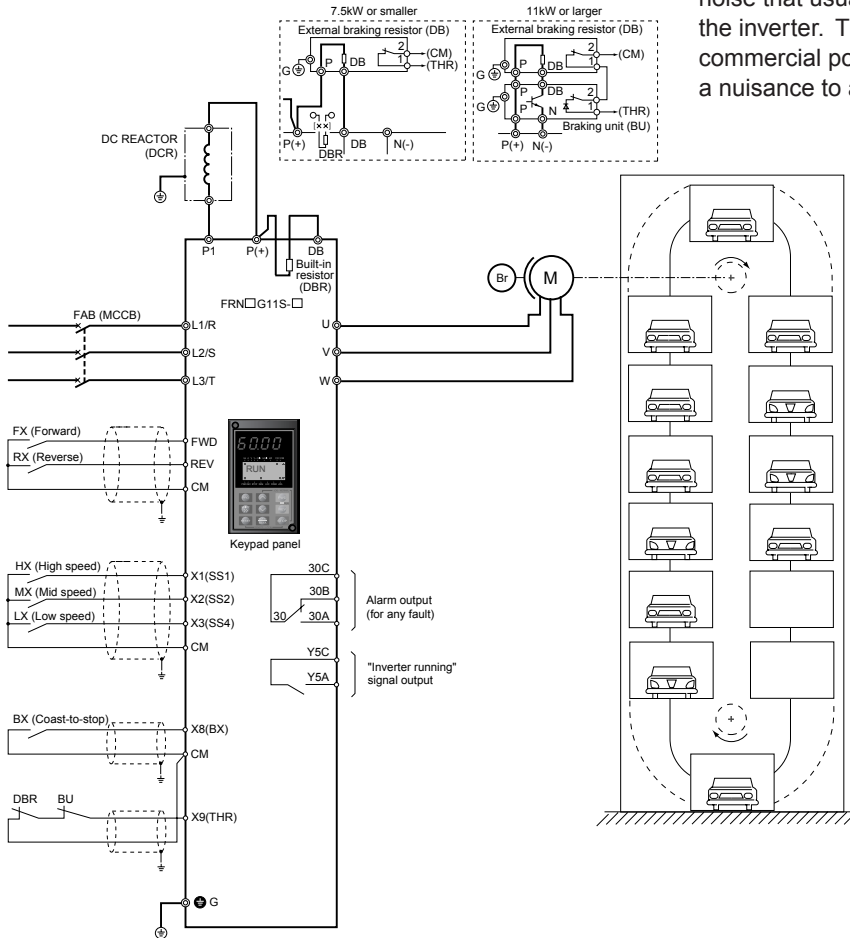 7.5kW or smaller
External braking resistor (DB)
G
P
DB
2
1
(CM)
(THR)
P(+)
DBR
DB
N(-)
11kW or larger
External braking resistor (DB)
G
P
DB
2
1
(CM)
G
P
DB
N
2
1
(THR)
Braking unit (BU)
P(+)
N(-)
noise that usua
the inverter. T
commercial po
a nuisance to a
DC REACTOR
(DCR)
P1
P(+)
DB
Built-in
resistor
(DBR)
FRN□G11S-□
FAB (MCCB)
L1/R
L2/S
L3/T
U
V
W
Br
M
FX (Forward)
RX (Reverse)
FWD
REV
CM
60.00
RUN
Keypad panel
HX (High speed)
MX (Mid speed)
LX (Low speed)
X1(SS1)
X2(SS2)
X3(SS4)
CM
30C
30B
30
30A
Alarm output
(for any fault)
Y5C
Y5A
"Inverter running"
signal output
BX (Coast-to-stop)
X8(BX)
CM
DBR
BU
X9(THR)
G